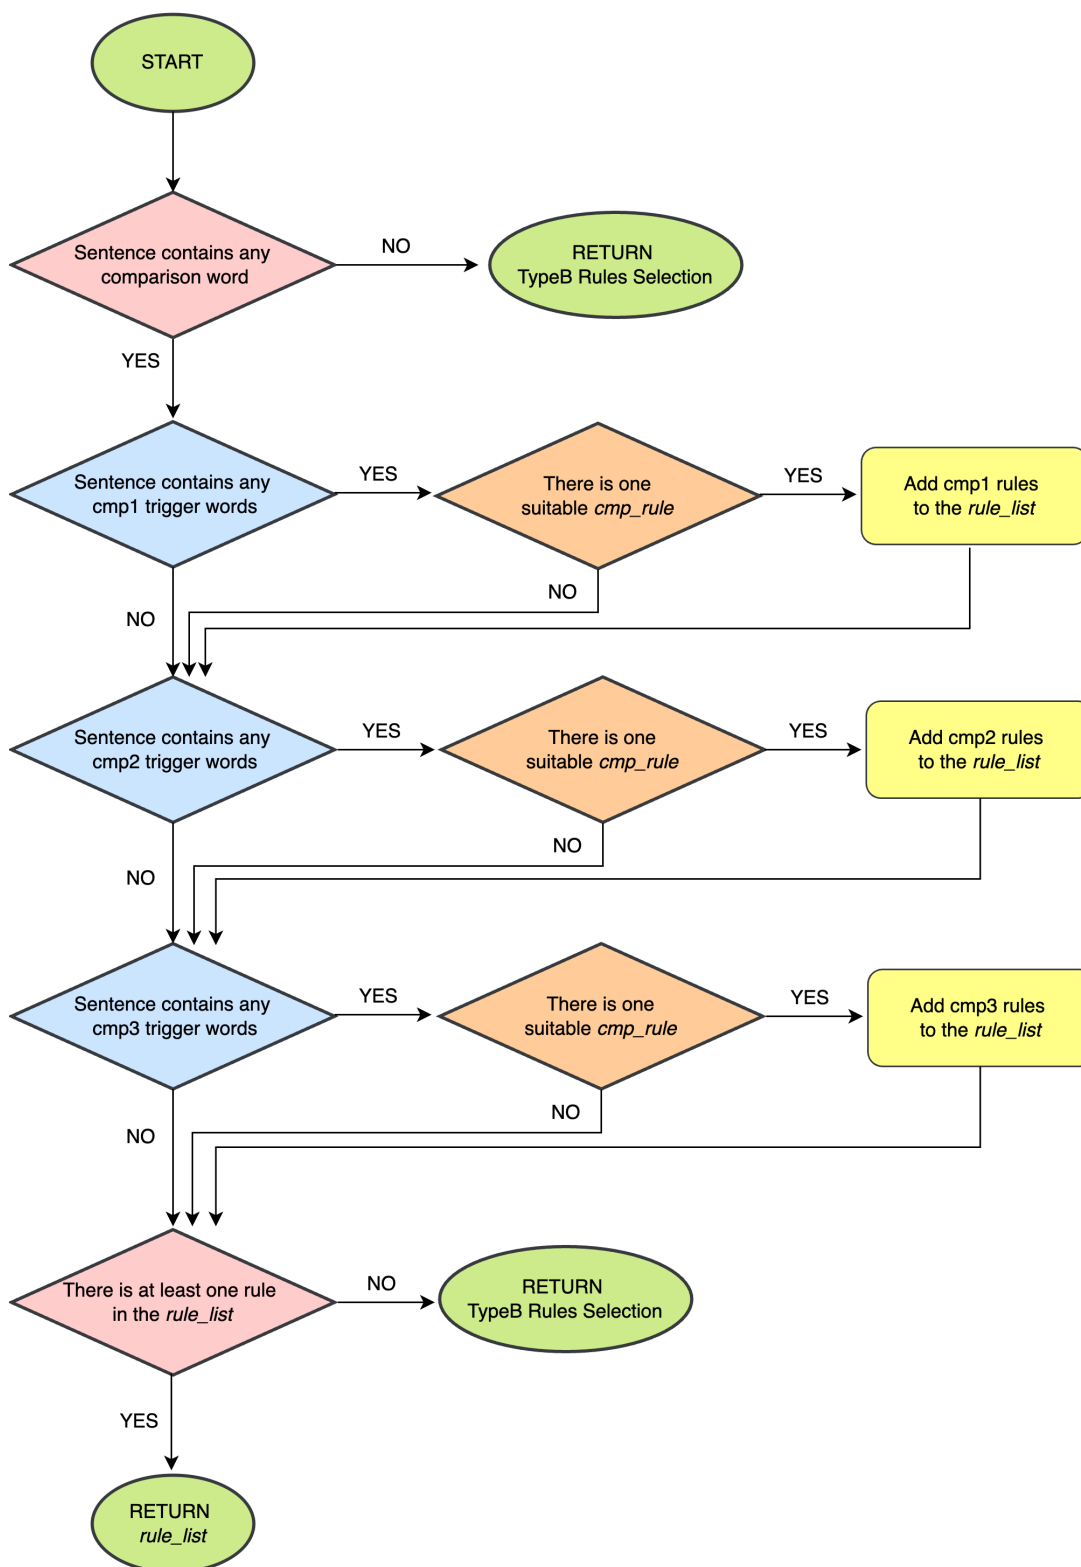 START
Sentence contains any
comparison word
NO
RETURN
TypeB Rules Selection
YES
Sentence contains any
cmp1 trigger words
YES
There is one
suitable cmp_rule
YES
Add cmp1 rules
to the rule_list
NO
NO
Sentence contains any
cmp2 trigger words
YES
There is one
suitable cmp_rule
YES
Add cmp2 rules
to the rule_list
NO
NO
Sentence contains any
cmp3 trigger words
YES
There is one
suitable cmp_rule
YES
Add cmp3 rules
to the rule_list
NO
NO
There is at least one rule
in the rule_list
NO
RETURN
TypeB Rules Selection
YES
RETURN
rule_list